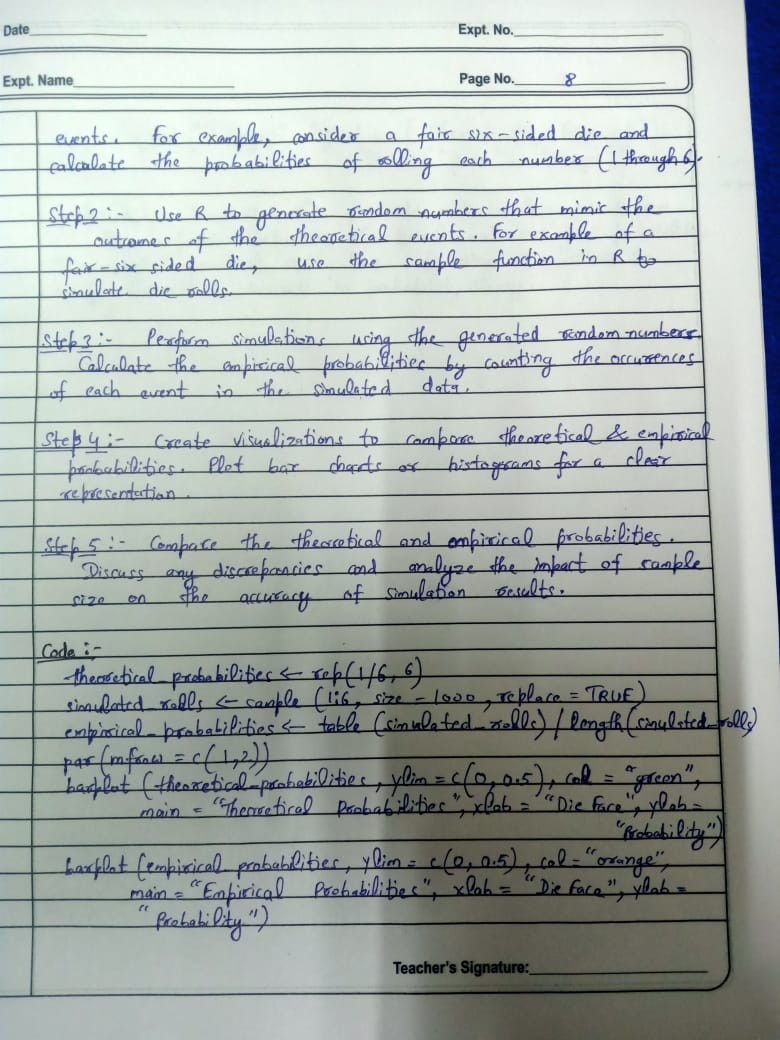 Date
Expt. No.
Expt. Name
Page No. 8
events. For example, consider a fair six-sided die and
calculate the probabilities of rolling each number (1 through 6).
Step 2 :- Use R to generate random numbers that mimic the
outcomes of the theoretical events. For example of a
fair-six sided die, use the sample function in R to
simulate die rolls.
Step 3 :- Perform simulations using the generated random numbers.
Calculate the empirical probabilities by counting the occurrences
of each event in the simulated data.
Step 4 :- Create visualizations to compare theoretical & empirical
probabilities. Plot bar charts or histograms for a clear
representation.
Step 5 :- Compare the theoretical and empirical probabilities.
Discuss any discrepancies and analyze the impact of sample
size on the accuracy of simulation results.
Code :-
theoretical_probabilities ← rep(1/6, 6)
simulated_rolls ← sample (1:6, size = 1000, replace = TRUE)
empirical_probabilities ← table (simulated_rolls) / length(simulated_rolls)
par (mfrow = c(1,2))
barplot (theoretical_probabilities, ylim = c(0, 0.5), col = "green",
main = "Theoretical Probabilities", xlab = "Die Face", ylab =
"Probability")
barplot (empirical_probabilities, ylim = c(0, 0.5), col = "orange",
main = "Empirical Probabilities", xlab = "Die Face", ylab =
"Probability")
Teacher's Signature: